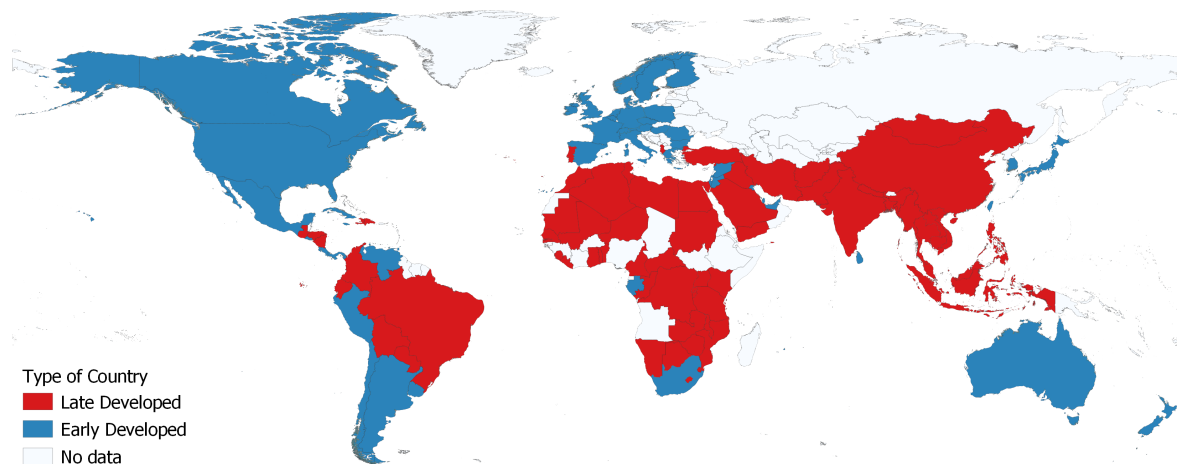 Type of Country
Late Developed
Early Developed
No data